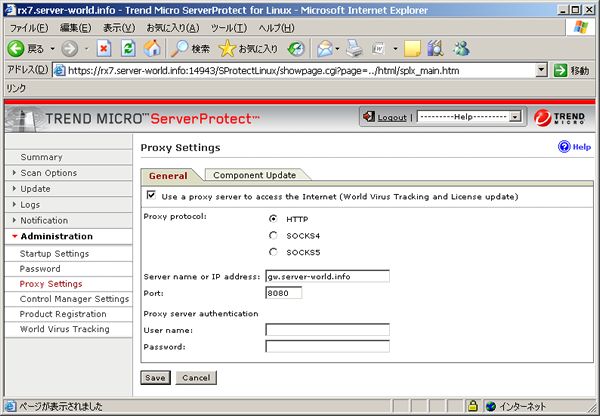 rx7.server-world.info - Trend Micro ServerProtect for Linux - Microsoft Internet Explorer
ファイル(F) 編集(E) 表示(V) お気に入り(A) ツール(T) ヘルプ(H)
戻る 検索 お気に入り
アドレス(D) https://rx7.server-world.info:14943/SProtectLinux/showpage.cgi?page=../html/splx_main.htm 移動
リンク
TREND MICRO™ ServerProtect™ Logout | ---------Help--------- TREND MICRO
Summary
Scan Options
Update
Logs
Notification
Administration
Startup Settings
Password
Proxy Settings
Control Manager Settings
Product Registration
World Virus Tracking
Proxy Settings Help
General Component Update
Use a proxy server to access the Internet (World Virus Tracking and License update)
Proxy protocol: HTTP
SOCKS4
SOCKS5
Server name or IP address: gw.server-world.info
Port: 8080
Proxy server authentication
User name:
Password:
Save Cancel
ページが表示されました インターネット